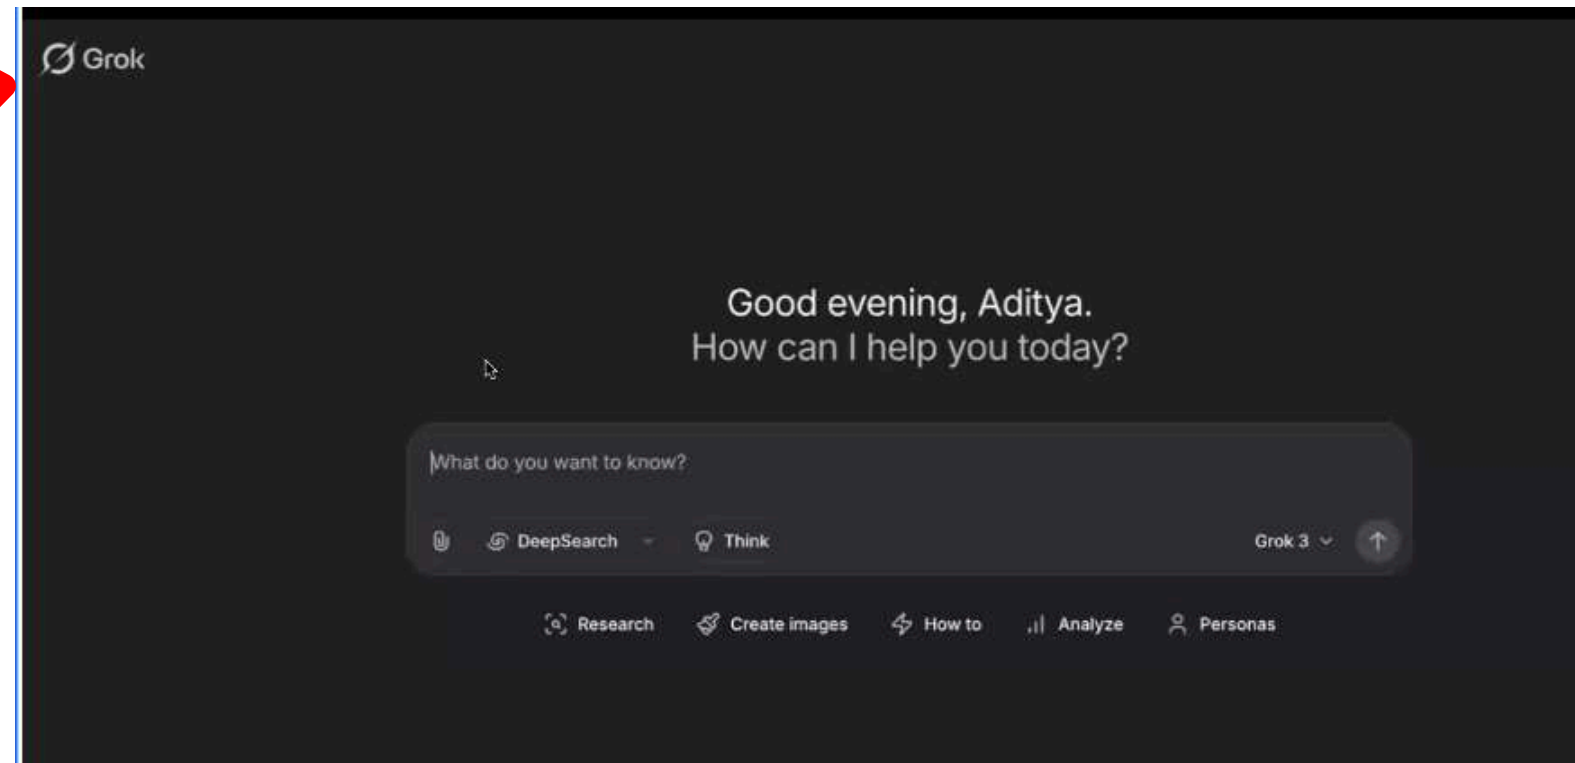 Grok
Good evening, Aditya.
How can I help you today?
What do you want to know?
DeepSearch Think Grok 3
Research Create images How to Analyze Personas